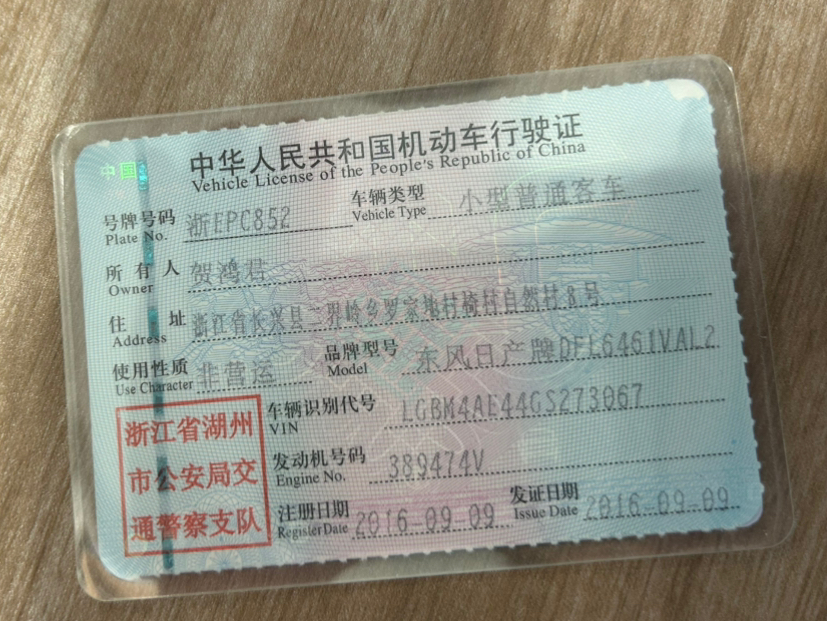 中国
中华人民共和国机动车行驶证
Vehicle License of the People's Republic of China
号牌号码 浙EPC852 车辆类型 小型普通客车
Plate No. Vehicle Type
所有人 贺鸿君
Owner
住址 浙江省长兴县二界岭乡罗家地村椅村自然村8号
Address
使用性质 非营运 品牌型号 东风日产牌DFL6461VAL2
Use Character Model
浙江省湖州
市公安局交
通警察支队
车辆识别代号 LGBM4AE44GS273067
VIN
发动机号码 389474V
Engine No.
注册日期 2016-09-09 发证日期 2016-09-09
Register Date Issue Date